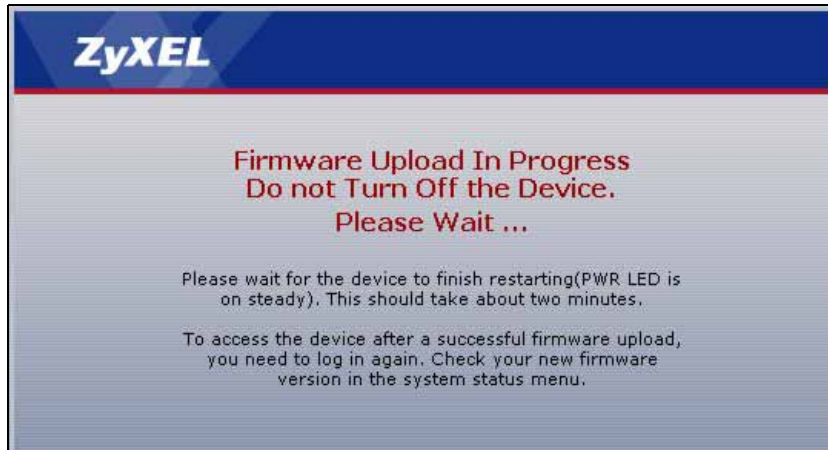 ZyXEL
Firmware Upload In Progress
Do not Turn Off the Device.
Please Wait ...
Please wait for the device to finish restarting(PWR LED is
on steady). This should take about two minutes.
To access the device after a successful firmware upload,
you need to log in again. Check your new firmware
version in the system status menu.